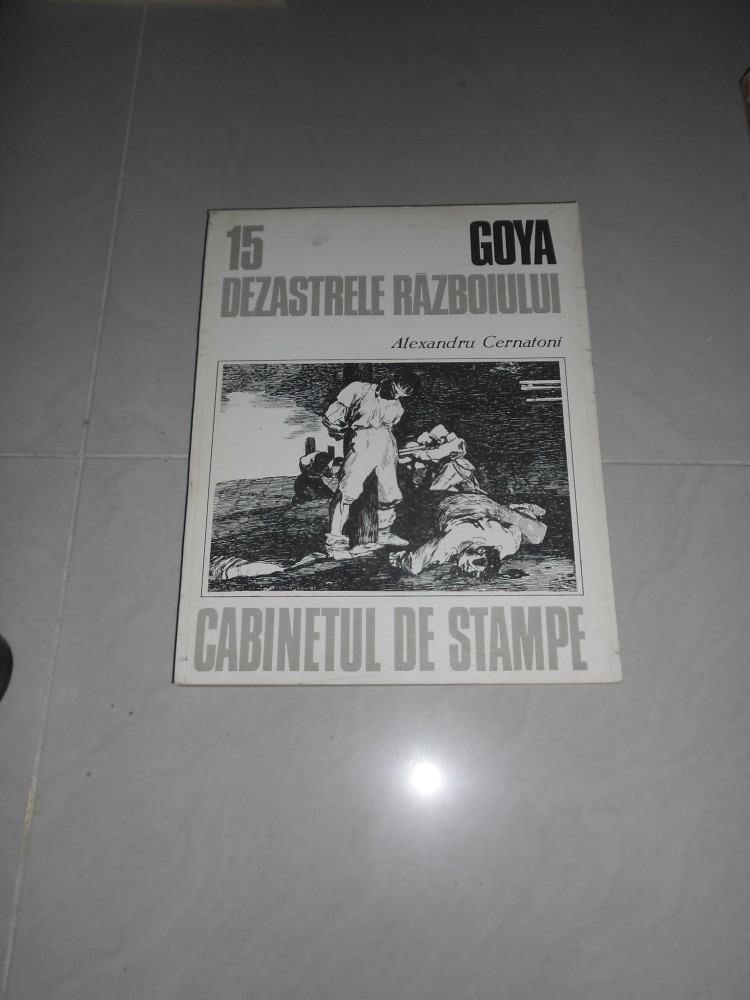 15 GOYA
DEZASTRELE RĂZBOIULUI
Alexandru Cernatoni
CABINETUL DE STAMPE